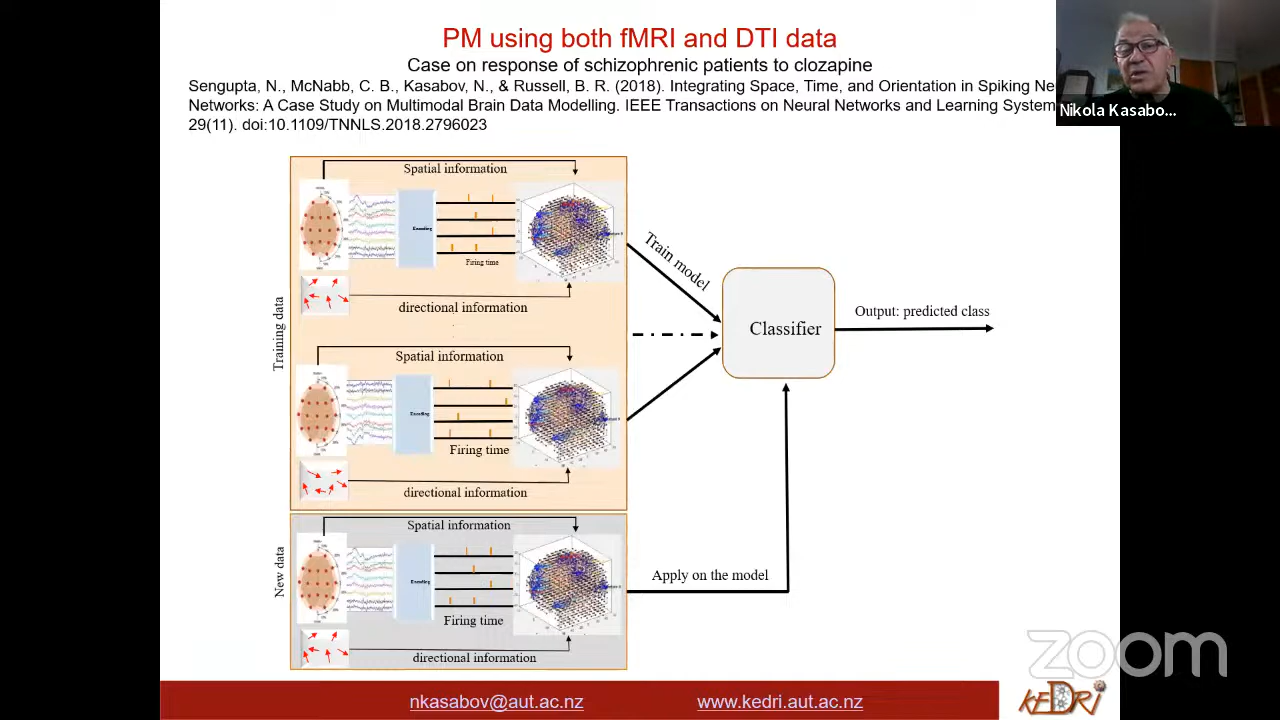 PM using both fMRI and DTI data
Case on response of schizophrenic patients to clozapine
Sengupta, N., McNabb, C. B., Kasabov, N., & Russell, B. R. (2018). Integrating Space, Time, and Orientation in Spiking Ne
Networks: A Case Study on Multimodal Brain Data Modelling. IEEE Transactions on Neural Networks and Learning System
29(11). doi:10.1109/TNNLS.2018.2796023
Nikola Kasabo...
Training data
Spatial information
Encoding
Firing time
directional information
Spatial information
Encoding
Firing time
directional information
New data
Spatial information
Encoding
Firing time
directional information
Train model
Classifier
Output: predicted class
Apply on the model
zoom
nkasabov@aut.ac.nz
www.kedri.aut.ac.nz
KEDRI